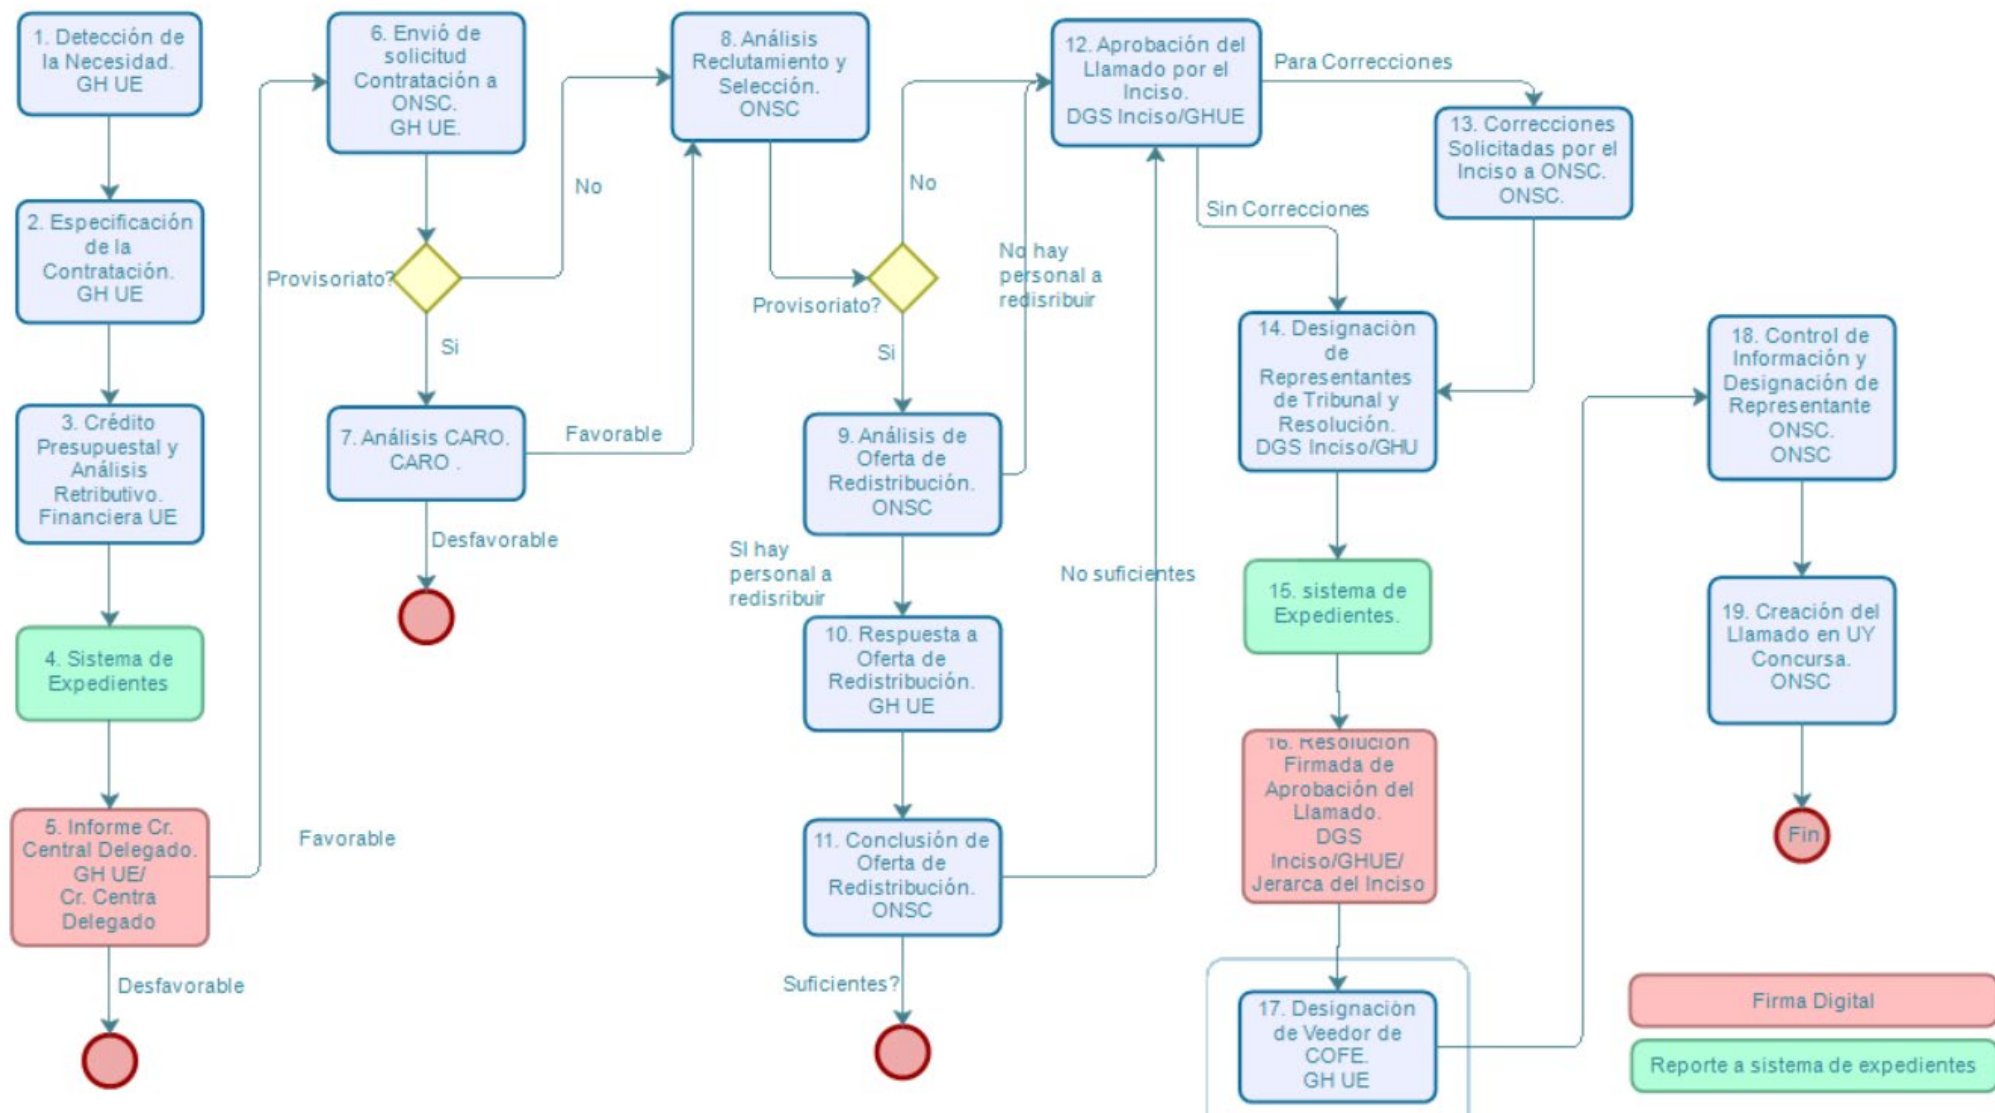 1. Detección de
la Necesidad.
GH UE
2. Especificación
de la
Contratación.
GH UE
3. Crédito
Presupuestal y
Análisis
Retributivo.
Financiera UE
4. Sistema de
Expedientes
5. Informe Cr.
Central Delegado.
GH UE/
Cr. Centra
Delegado
Desfavorable
Favorable
6. Envió de
solicitud
Contratación a
ONSC.
GH UE.
Provisoriato?
No
Si
7. Análisis CARO.
CARO .
Favorable
Desfavorable
8. Análisis
Reclutamiento y
Selección.
ONSC
Provisoriato?
No
Si
9. Análisis de
Oferta de
Redistribución.
ONSC
No hay
personal a
redisribuir
SI hay
personal a
redisribuir
10. Respuesta a
Oferta de
Redistribución.
GH UE
11. Conclusión de
Oferta de
Redistribución.
ONSC
No suficientes
Suficientes?
12. Aprobación del
Llamado por el
Inciso.
DGS Inciso/GHUE
Para Correcciones
13. Correcciones
Solicitadas por el
Inciso a ONSC.
ONSC.
Sin Correcciones
14. Designaciòn
de
Representantes
de Tribunal y
Resolución.
DGS Inciso/GHU
15. sistema de
Expedientes.
16. Resolución
Firmada de
Aprobación del
Llamado.
DGS
Inciso/GHUE/
Jerarca del Inciso
17. Designaciòn
de Veedor de
COFE.
GH UE
18. Control de
Información y
Designación de
Representante
ONSC.
ONSC
19. Creación del
Llamado en UY
Concursa.
ONSC
Fin
Firma Digital
Reporte a sistema de expedientes